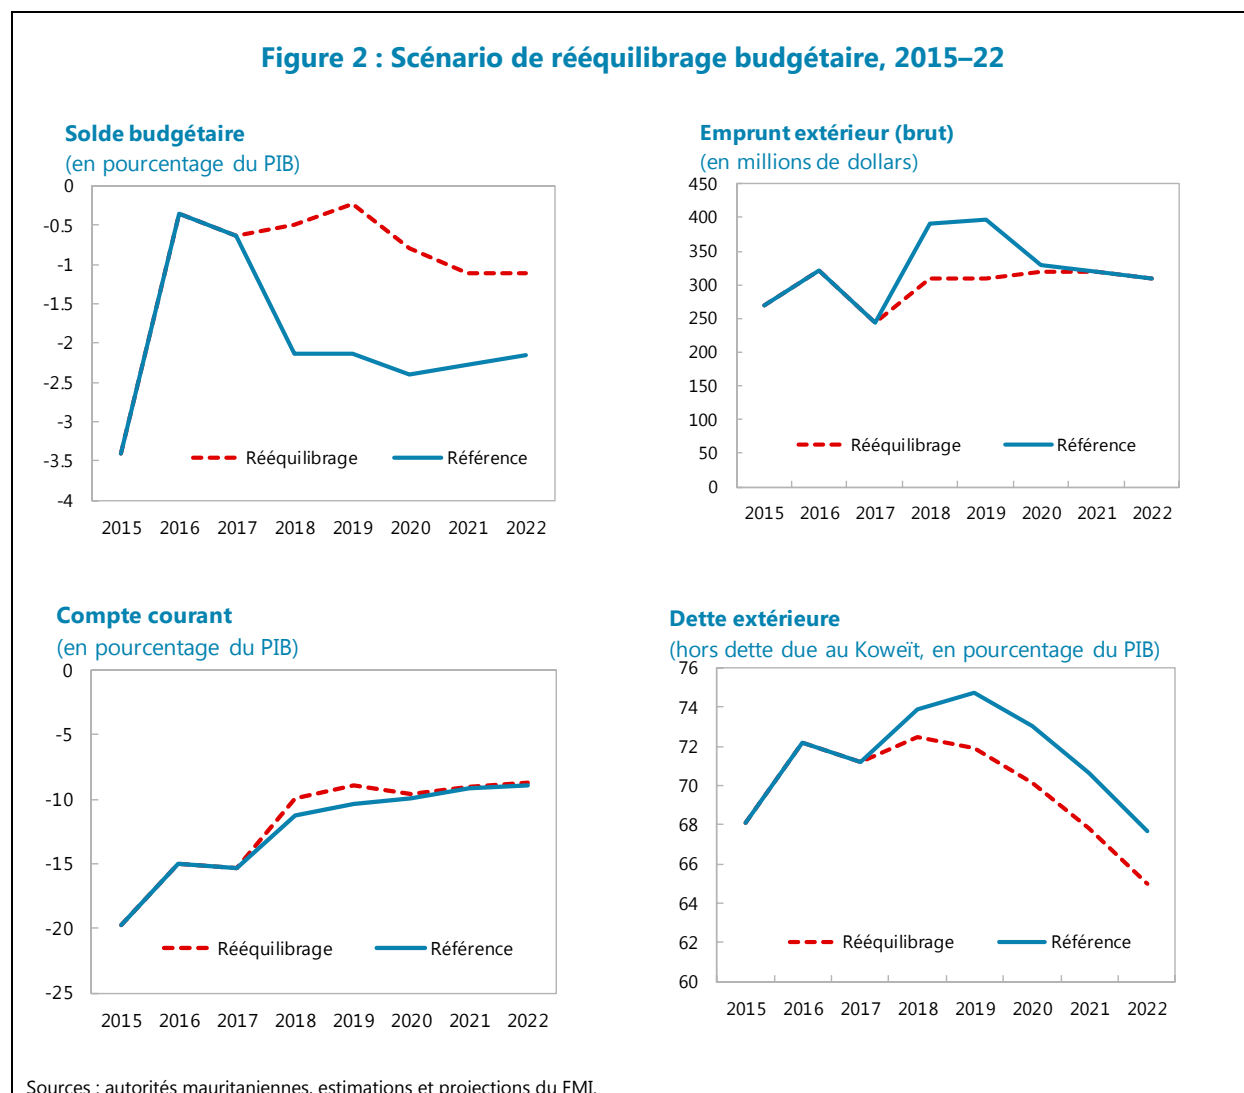 Figure 2 : Scénario de rééquilibrage budgétaire, 2015–22
Solde budgétaire
(en pourcentage du PIB)
0
-0.5
-1
-1.5
-2
-2.5
-3
-3.5
-4
Rééquilibrage Référence
2015 2016 2017 2018 2019 2020 2021 2022
Emprunt extérieur (brut)
(en millions de dollars)
450
400
350
300
250
200
150
100
50
0
Rééquilibrage Référence
2015 2016 2017 2018 2019 2020 2021 2022
Compte courant
(en pourcentage du PIB)
0
-5
-10
-15
-20
-25
Rééquilibrage Référence
2015 2016 2017 2018 2019 2020 2021 2022
Dette extérieure
(hors dette due au Koweït, en pourcentage du PIB)
76
74
72
70
68
66
64
62
60
Rééquilibrage Référence
2015 2016 2017 2018 2019 2020 2021 2022
Sources : autorités mauritaniennes, estimations et projections du FMI.